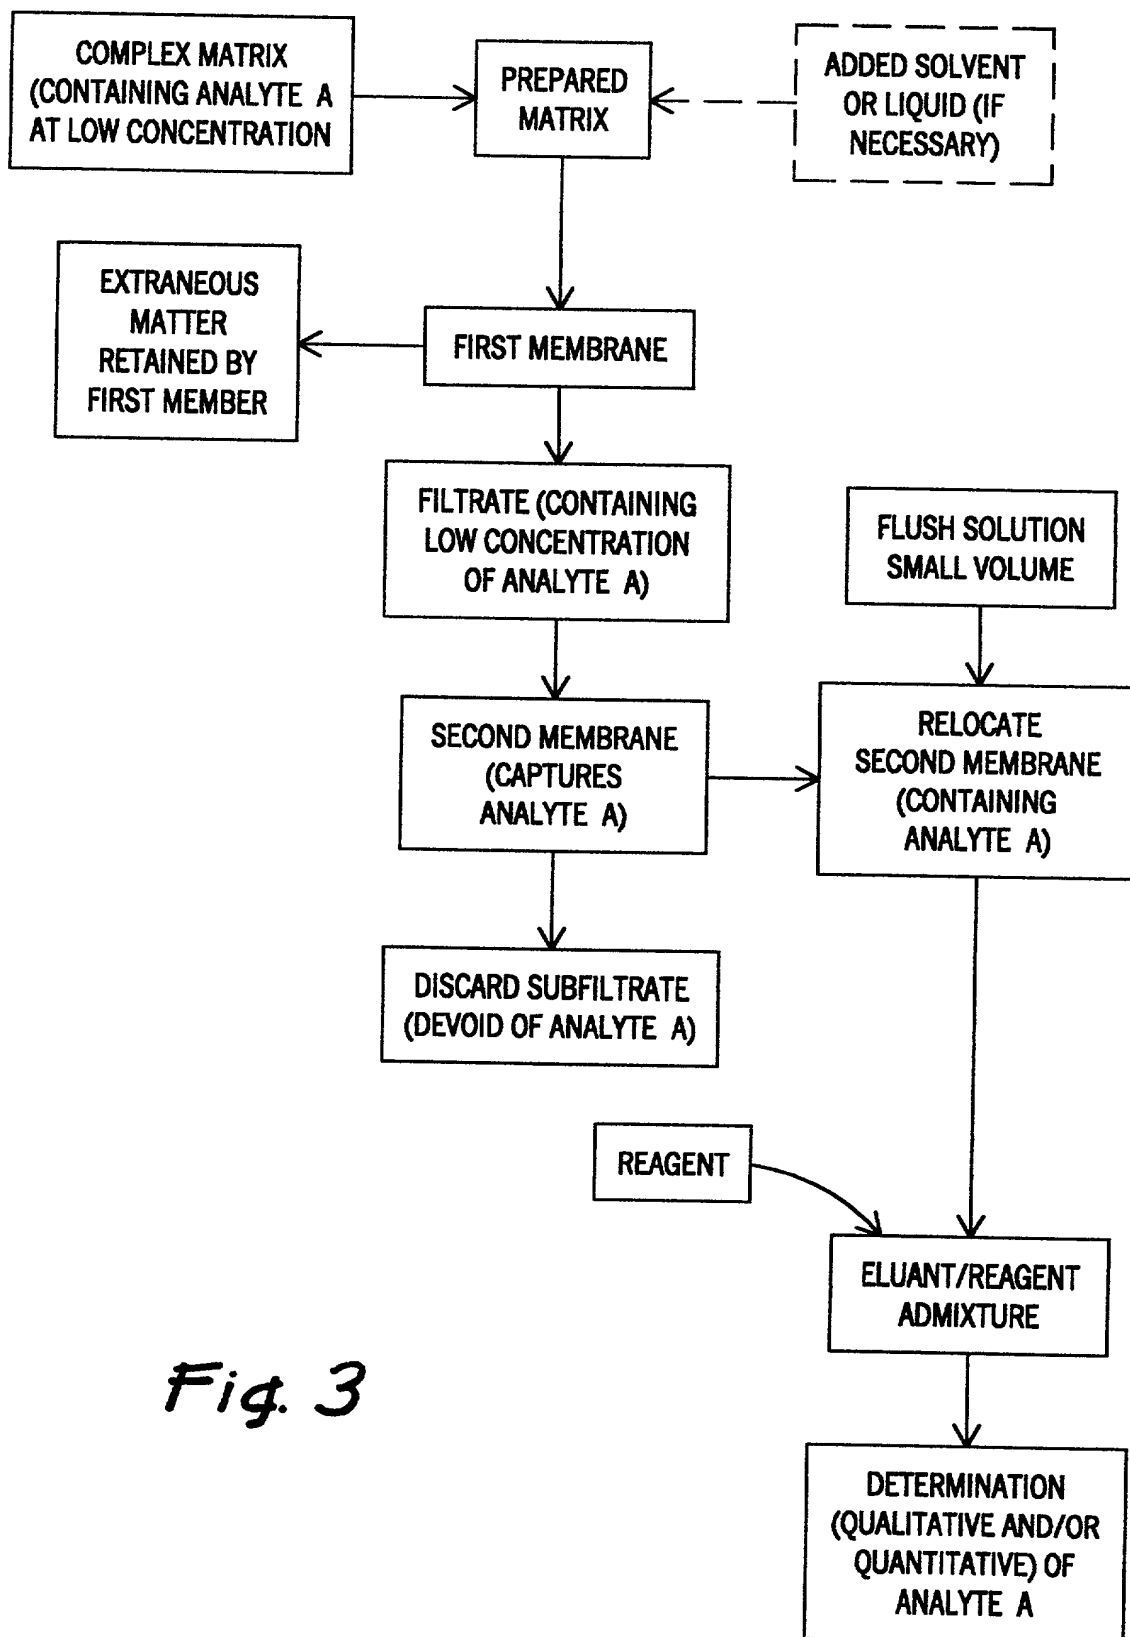 COMPLEX MATRIX
(CONTAINING ANALYTE A
AT LOW CONCENTRATION
PREPARED
MATRIX
ADDED SOLVENT
OR LIQUID (IF
NECESSARY)
EXTRANEOUS
MATTER
RETAINED BY
FIRST MEMBER
FIRST MEMBRANE
FILTRATE (CONTAINING
LOW CONCENTRATION
OF ANALYTE A)
FLUSH SOLUTION
SMALL VOLUME
SECOND MEMBRANE
(CAPTURES
ANALYTE A)
RELOCATE
SECOND MEMBRANE
(CONTAINING
ANALYTE A)
DISCARD SUBFILTRATE
(DEVOID OF ANALYTE A)
REAGENT
ELUANT/REAGENT
ADMIXTURE
DETERMINATION
(QUALITATIVE AND/OR
QUANTITATIVE) OF
ANALYTE A
Fig. 3